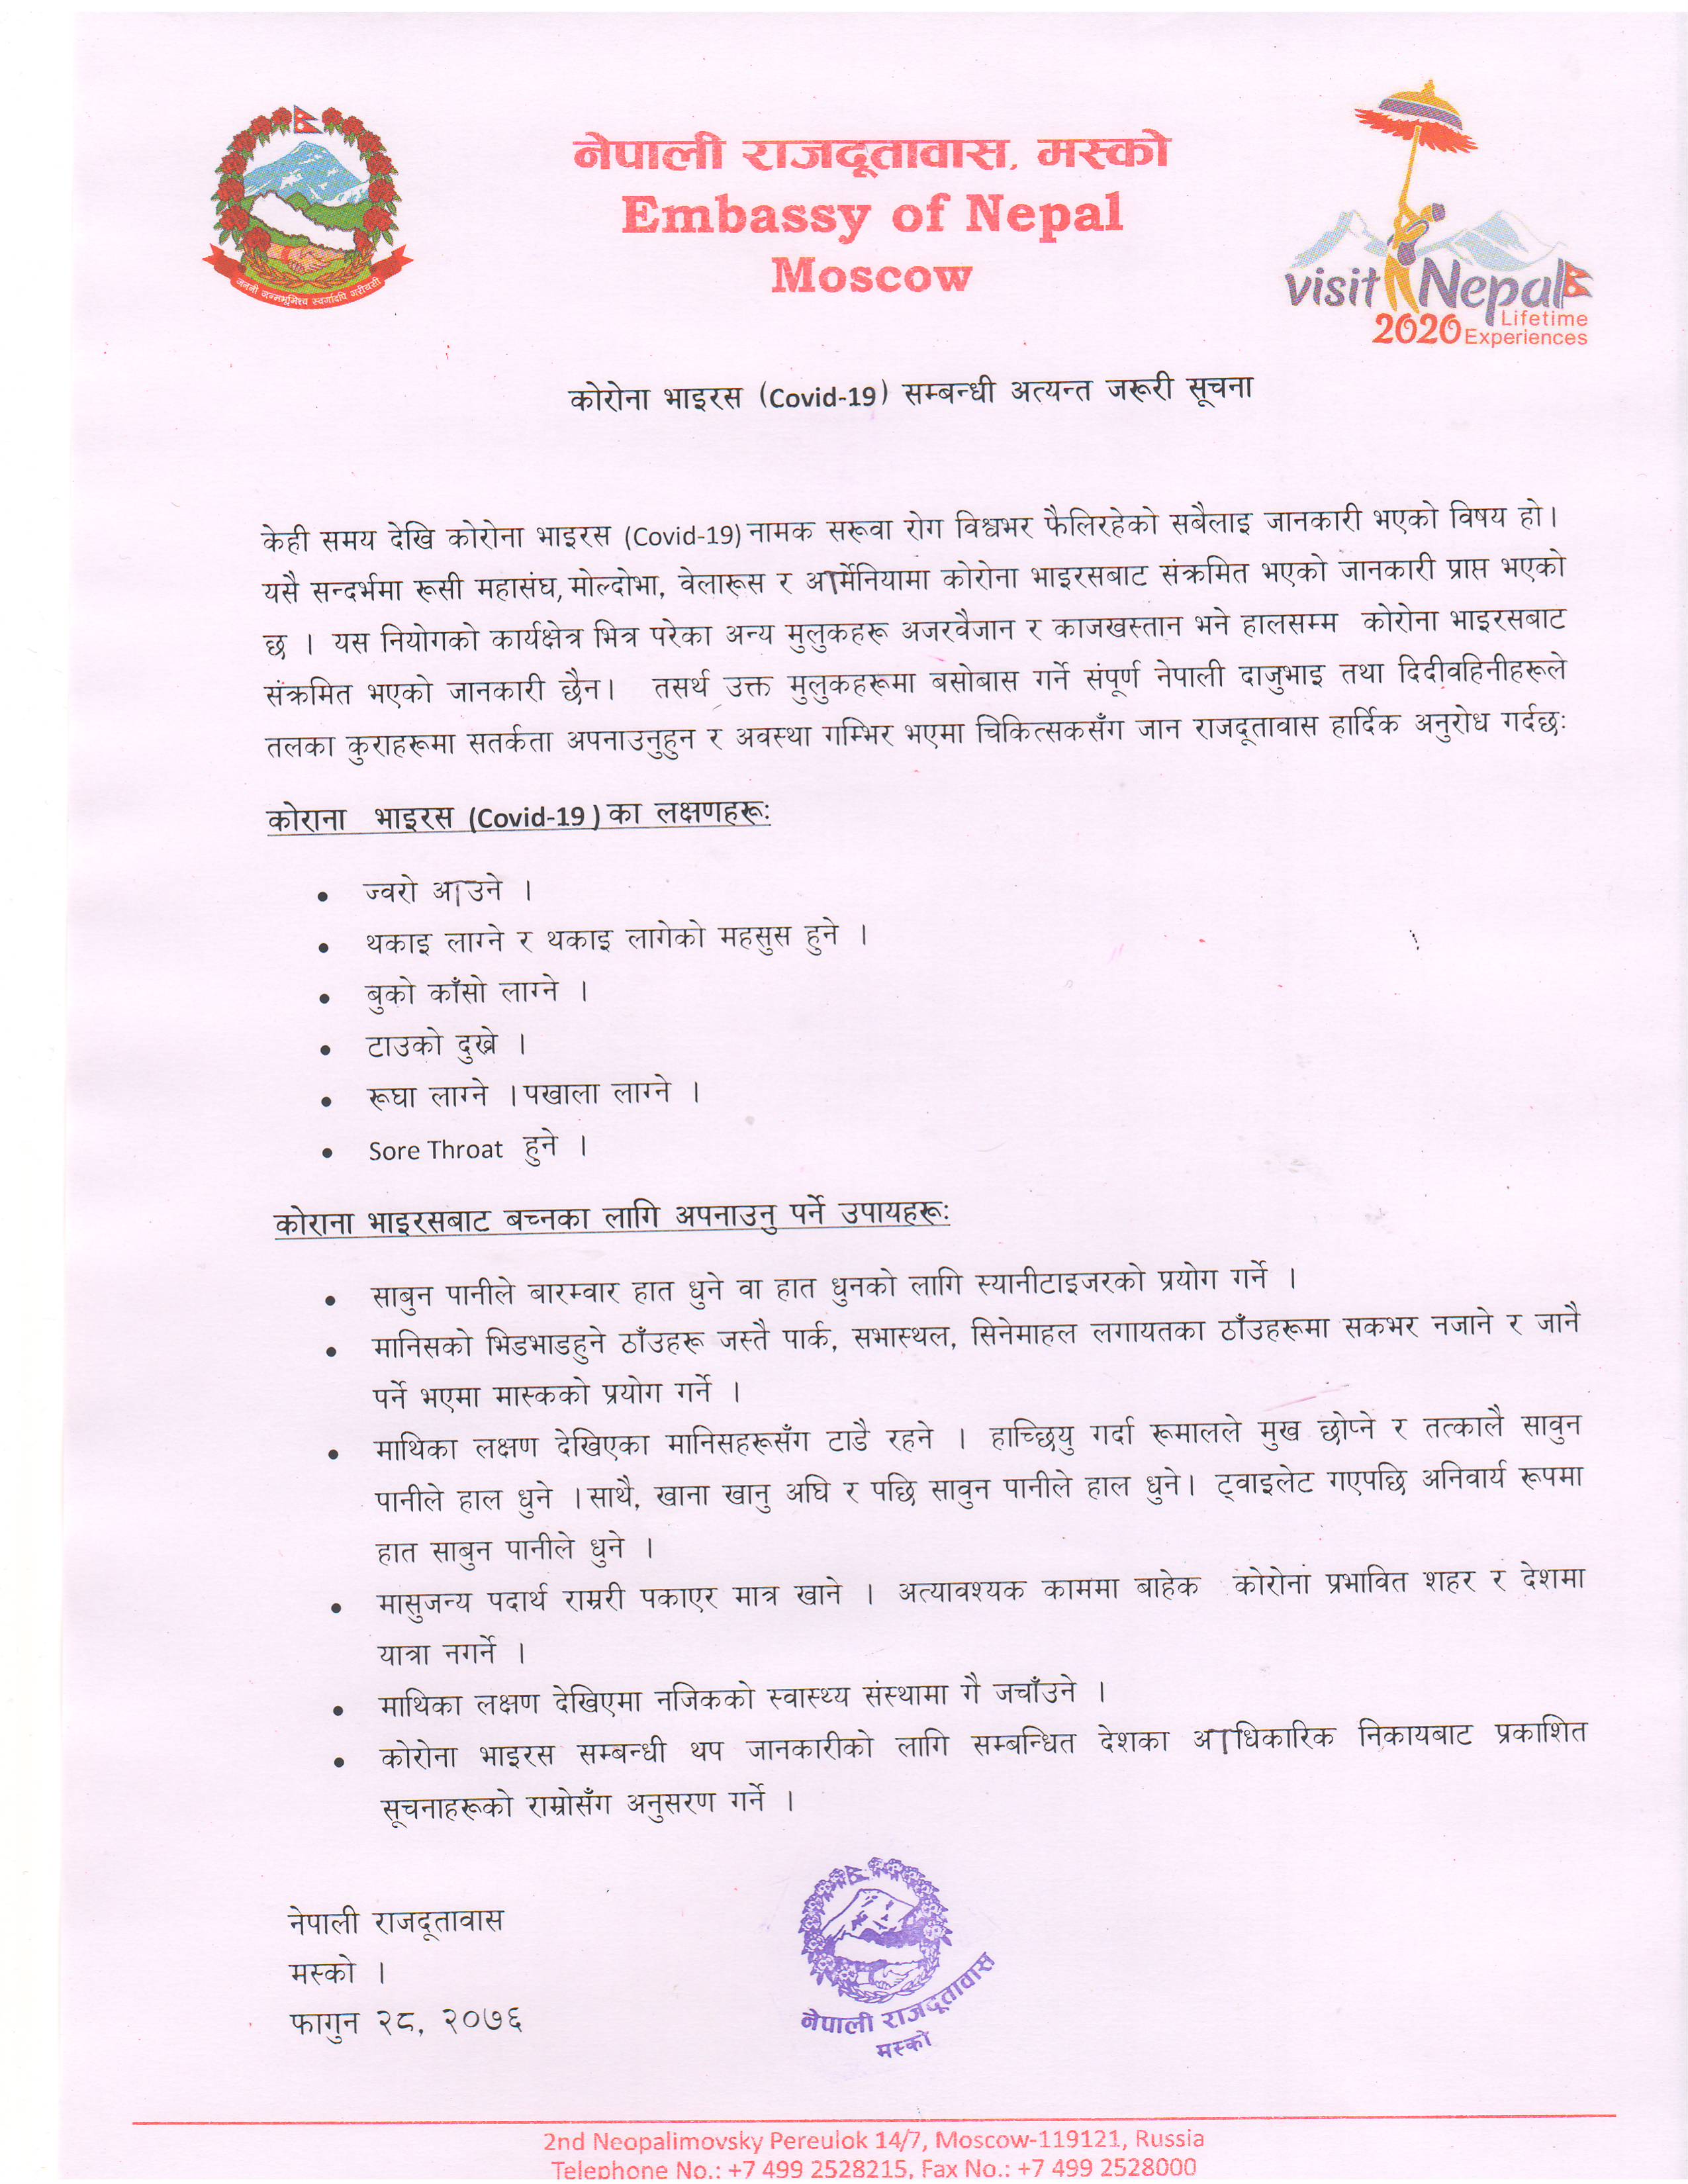 नेपाली राजदूतावास, मस्को
Embassy of Nepal
Moscow
जननी जन्मभूमिश्च स्वर्गादपि गरीयसी
visit Nepal
Lifetime
2020 Experiences
कोरोना भाइरस (Covid-19) सम्बन्धी अत्यन्त जरूरी सूचना
केही समय देखि कोरोना भाइरस (Covid-19) नामक सरूवा रोग विश्वभर फैलिरहेको सबैलाइ जानकारी भएको विषय हो।
यसै सन्दर्भमा रूसी महासंघ, मोल्दोभा, वेलारूस र आर्मेनियामा कोरोना भाइरसबाट संक्रमित भएको जानकारी प्राप्त भएको
छ । यस नियोगको कार्यक्षेत्र भित्र परेका अन्य मुलुकहरू अजरवैजान र काजखस्तान भने हालसम्म कोरोना भाइरसबाट
संक्रमित भएको जानकारी छैन। तसर्थ उक्त मुलुकहरूमा बसोबास गर्ने संपूर्ण नेपाली दाजुभाइ तथा दिदीवहिनीहरूले
तलका कुराहरूमा सतर्कता अपनाउनुहुन र अवस्था गम्भिर भएमा चिकित्सकसँग जान राजदूतावास हार्दिक अनुरोध गर्दछः
कोराना भाइरस (Covid-19 ) का लक्षणहरूः
• ज्वरो आउने ।
• थकाइ लाग्ने र थकाइ लागेको महसुस हुने ।
• बुको काँसो लाग्ने ।
• टाउको दुख्ने ।
• रूघा लाग्ने । पखाला लाग्ने ।
• Sore Throat हुने ।
कोराना भाइरसबाट बच्नका लागि अपनाउनु पर्ने उपायहरूः
• साबुन पानीले बारम्वार हात धुने वा हात धुनको लागि स्यानीटाइजरको प्रयोग गर्ने ।
• मानिसको भिडभाडहुने ठाँउहरू जस्तै पार्क, सभास्थल, सिनेमाहल लगायतका ठाँउहरूमा सकभर नजाने र जानै
पर्ने भएमा मास्कको प्रयोग गर्ने ।
• माथिका लक्षण देखिएका मानिसहरूसँग टाडै रहने । हाच्छियु गर्दा रूमालले मुख छोप्ने र तत्कालै सावुन
पानीले हाल धुने । साथै, खाना खानु अघि र पछि सावुन पानीले हाल धुने। ट्वाइलेट गएपछि अनिवार्य रूपमा
हात साबुन पानीले धुने ।
• मासुजन्य पदार्थ राम्ररी पकाएर मात्र खाने । अत्यावश्यक काममा बाहेक कोरोना प्रभावित शहर र देशमा
यात्रा नगर्ने ।
• माथिका लक्षण देखिएमा नजिकको स्वास्थ्य संस्थामा गै जचाँउने ।
• कोरोना भाइरस सम्बन्धी थप जानकारीको लागि सम्बन्धित देशका आधिकारिक निकायबाट प्रकाशित
सूचनाहरूको राम्रोसँग अनुसरण गर्ने ।
नेपाली राजदूतावास
मस्को ।
फागुन २८, २०७६
नेपाली राजदूतावास
मस्को
2nd Neopalimovsky Pereulok 14/7, Moscow-119121, Russia
Telephone No.: +7 499 2528215, Fax No.: +7 499 2528000